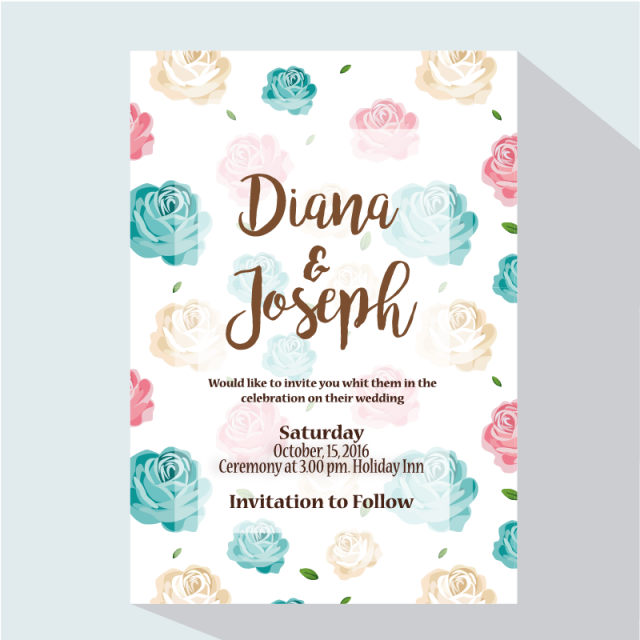 Diana
&
Joseph
Would like to invite you whit them in the
celebration on their wedding
Saturday
October, 15, 2016
Ceremony at 3.00 pm. Holiday Inn
Invitation to Follow